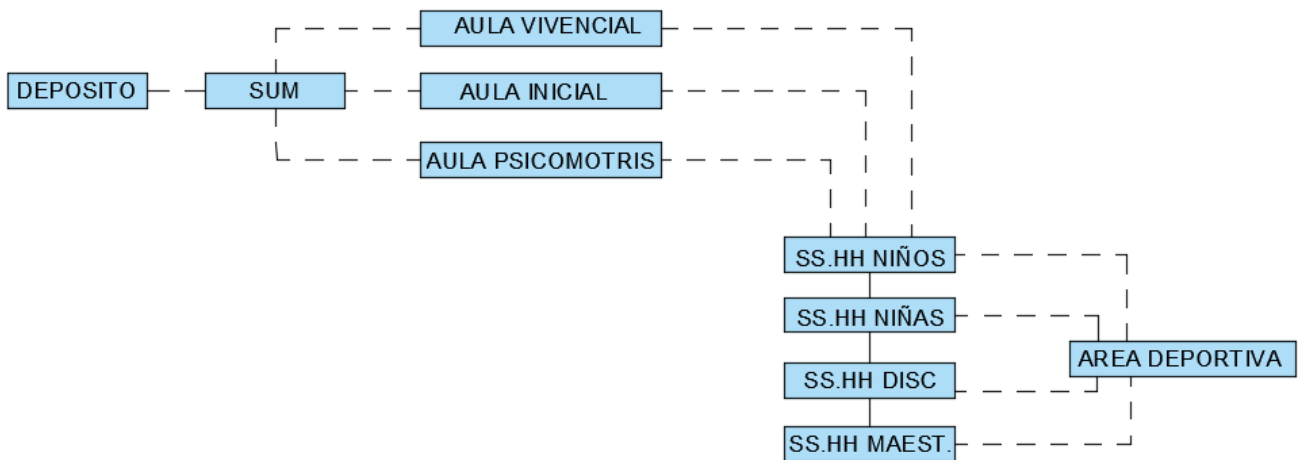 AULA VIVENCIAL
DEPOSITO
SUM
AULA INICIAL
AULA PSICOMOTRIS
SS.HH NIÑOS
SS.HH NIÑAS
AREA DEPORTIVA
SS.HH DISC
SS.HH MAEST.